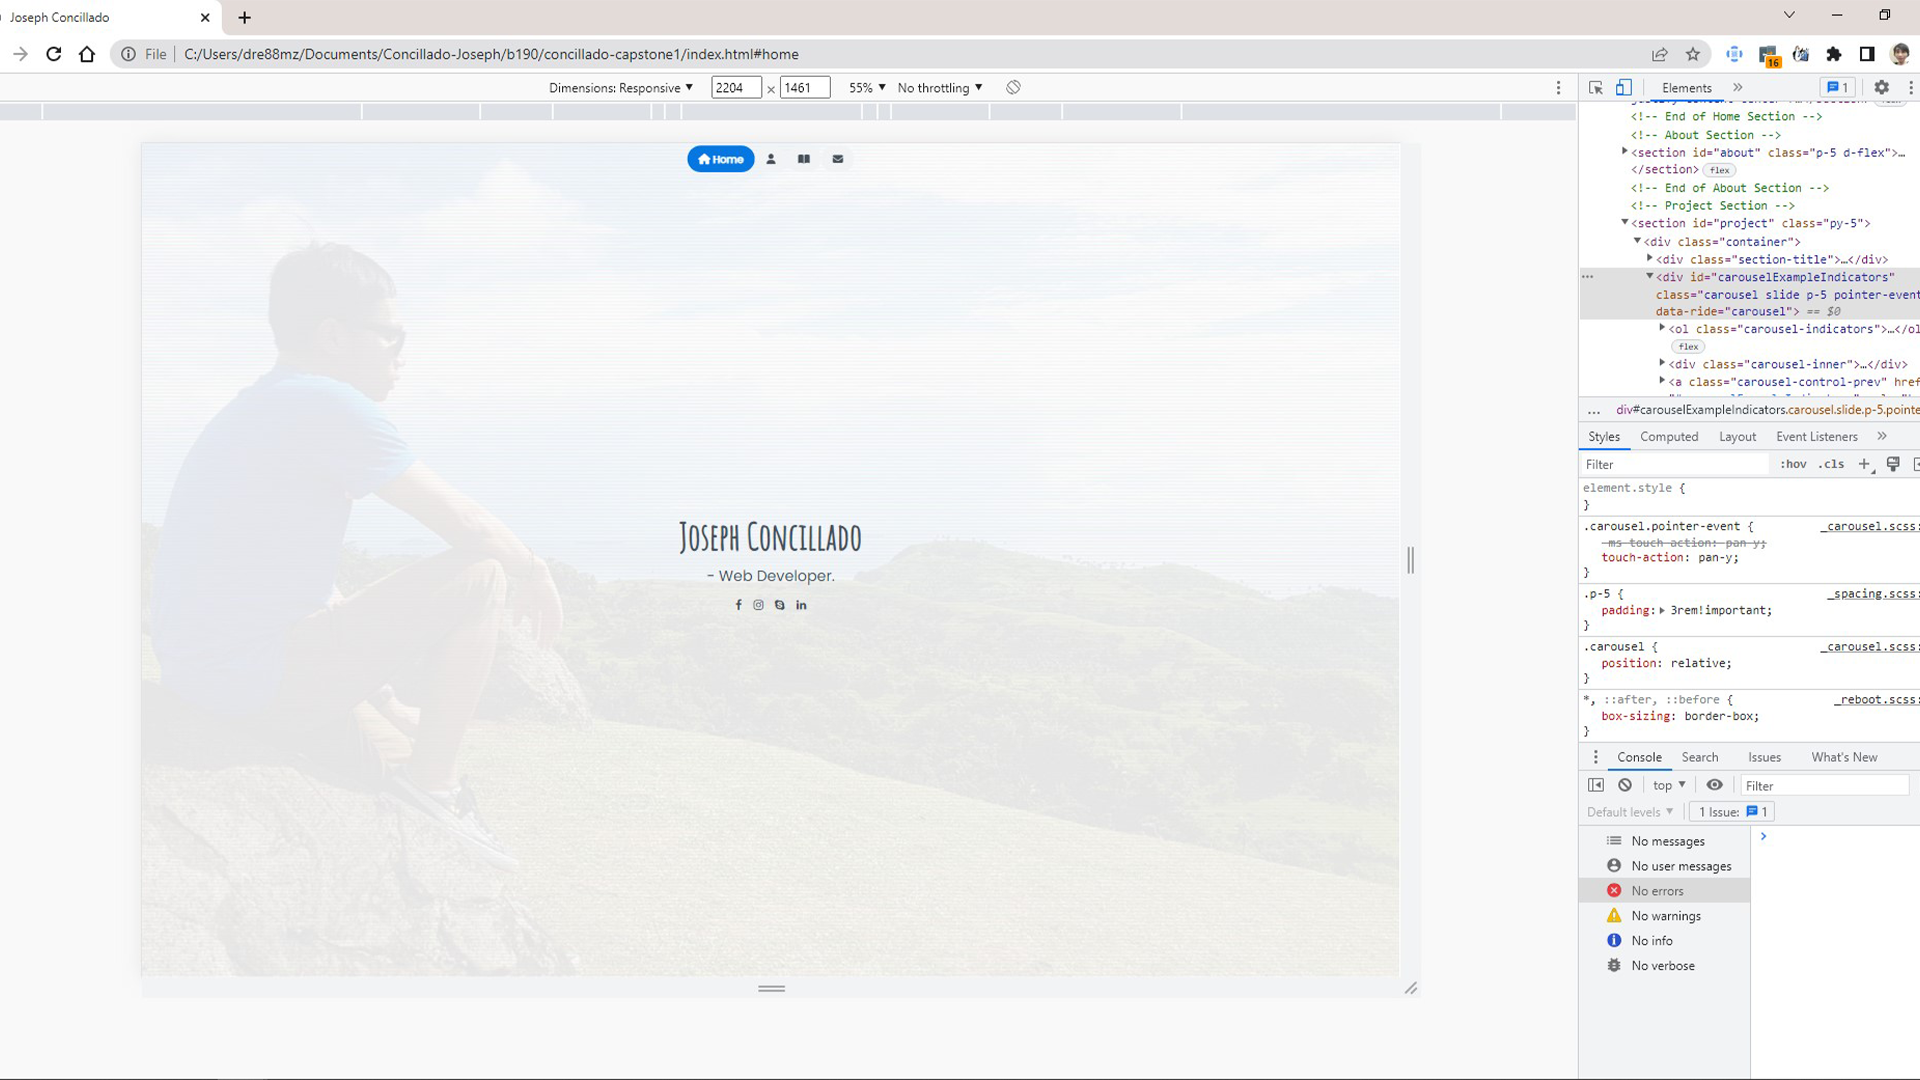 Joseph Concillado
File
C:/Users/dre88mz/Documents/Concillado-Joseph/b190/concillado-capstone1/index.html#home
16
Dimensions: Responsive
2204 × 1461
55%
No throttling
Home
Joseph Concillado
- Web Developer.
Elements
1
<!-- End of Home Section -->
<!-- About Section -->
<section id="about" class="p-5 d-flex">…
</section> flex
<!-- End of About Section -->
<!-- Project Section -->
<section id="project" class="py-5">
<div class="container">
<div class="section-title">…</div>
<div id="carouselExampleIndicators"
class="carousel slide p-5 pointer-event
data-ride="carousel"> == $0
<ol class="carousel-indicators">…</ol
flex
<div class="carousel-inner">…</div>
<a class="carousel-control-prev" href
... div#carouselExampleIndicators.carousel.slide.p-5.pointe
Styles Computed Layout Event Listeners
Filter :hov .cls
element.style {
}
.carousel.pointer-event { _carousel.scss:
-ms-touch-action: pan-y;
touch-action: pan-y;
}
.p-5 { _spacing.scss:
padding: 3rem!important;
}
.carousel { _carousel.scss:
position: relative;
}
*, ::after, ::before { _reboot.scss:
box-sizing: border-box;
}
Console Search Issues What's New
top Filter
Default levels 1 Issue: 1
No messages
No user messages
No errors
No warnings
No info
No verbose